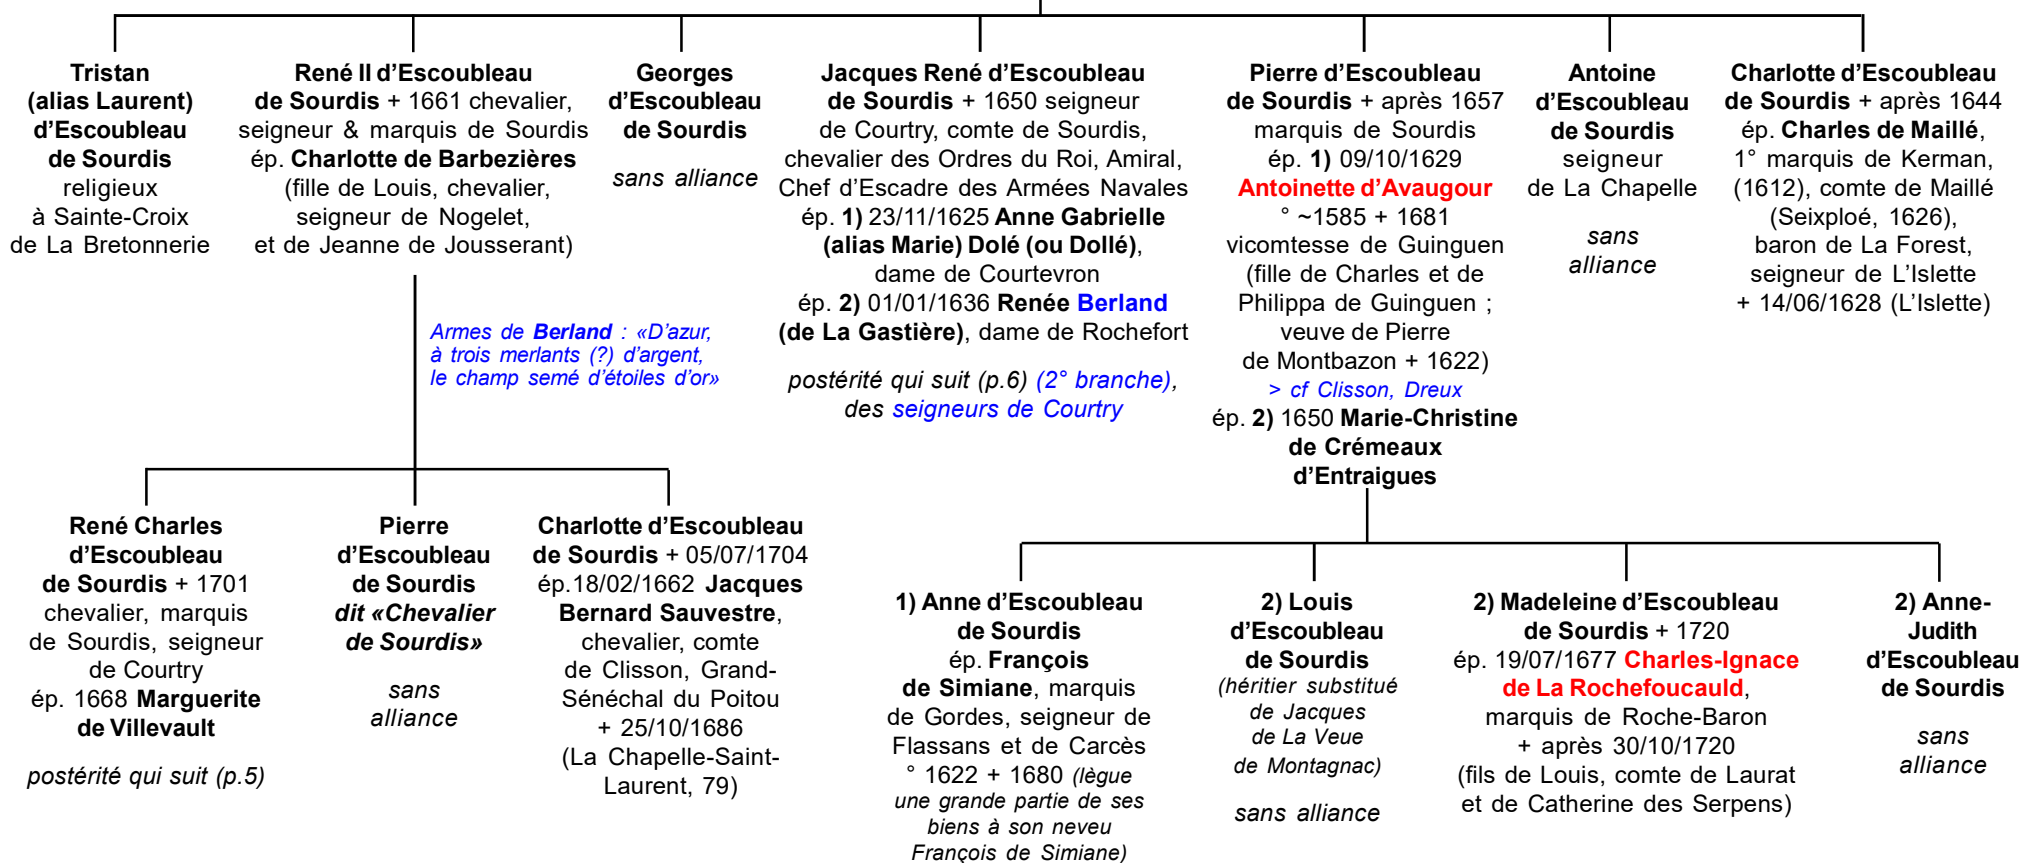 Tristan
(alias Laurent)
d’Escoubleau
de Sourdis
religieux
à Sainte-Croix
de La Bretonnerie
René II d’Escoubleau
de Sourdis + 1661 chevalier,
seigneur & marquis de Sourdis
ép. Charlotte de Barbezières
(fille de Louis, chevalier,
seigneur de Nogelet,
et de Jeanne de Jousserant)
Georges
d’Escoubleau
de Sourdis
sans alliance
Jacques René d’Escoubleau
de Sourdis + 1650 seigneur
de Courtry, comte de Sourdis,
chevalier des Ordres du Roi, Amiral,
Chef d’Escadre des Armées Navales
ép. 1) 23/11/1625 Anne Gabrielle
(alias Marie) Dolé (ou Dollé),
dame de Courtevron
ép. 2) 01/01/1636 Renée Berland
(de La Gastière), dame de Rochefort
postérité qui suit (p.6) (2° branche),
des seigneurs de Courtry
Pierre d’Escoubleau
de Sourdis + après 1657
marquis de Sourdis
ép. 1) 09/10/1629
Antoinette d’Avaugour
° ~1585 + 1681
vicomtesse de Guinguen
(fille de Charles et de
Philippa de Guinguen ;
veuve de Pierre
de Montbazon + 1622)
> cf Clisson, Dreux
ép. 2) 1650 Marie-Christine
de Crémeaux
d’Entraigues
Antoine
d’Escoubleau
de Sourdis
seigneur
de La Chapelle
sans
alliance
Charlotte d’Escoubleau
de Sourdis + après 1644
ép. Charles de Maillé,
1° marquis de Kerman,
(1612), comte de Maillé
(Seixploé, 1626),
baron de La Forest,
seigneur de L’Islette
+ 14/06/1628 (L’Islette)
Armes de Berland : «D’azur,
à trois merlants (?) d’argent,
le champ semé d’étoiles d’or»
René Charles
d’Escoubleau
de Sourdis + 1701
chevalier, marquis
de Sourdis, seigneur
de Courtry
ép. 1668 Marguerite
de Villevault
postérité qui suit (p.5)
Pierre
d’Escoubleau
de Sourdis
dit «Chevalier
de Sourdis»
sans
alliance
Charlotte d’Escoubleau
de Sourdis + 05/07/1704
ép.18/02/1662 Jacques
Bernard Sauvestre,
chevalier, comte
de Clisson, Grand-
Sénéchal du Poitou
+ 25/10/1686
(La Chapelle-Saint-
Laurent, 79)
1) Anne d’Escoubleau
de Sourdis
ép. François
de Simiane, marquis
de Gordes, seigneur de
Flassans et de Carcès
° 1622 + 1680 (lègue
une grande partie de ses
biens à son neveu
François de Simiane)
2) Louis
d’Escoubleau
de Sourdis
(héritier substitué
de Jacques
de La Veue
de Montagnac)
sans alliance
2) Madeleine d’Escoubleau
de Sourdis + 1720
ép. 19/07/1677 Charles-Ignace
de La Rochefoucauld,
marquis de Roche-Baron
+ après 30/10/1720
(fils de Louis, comte de Laurat
et de Catherine des Serpens)
2) Anne-
Judith
d’Escoubleau
de Sourdis
sans
alliance